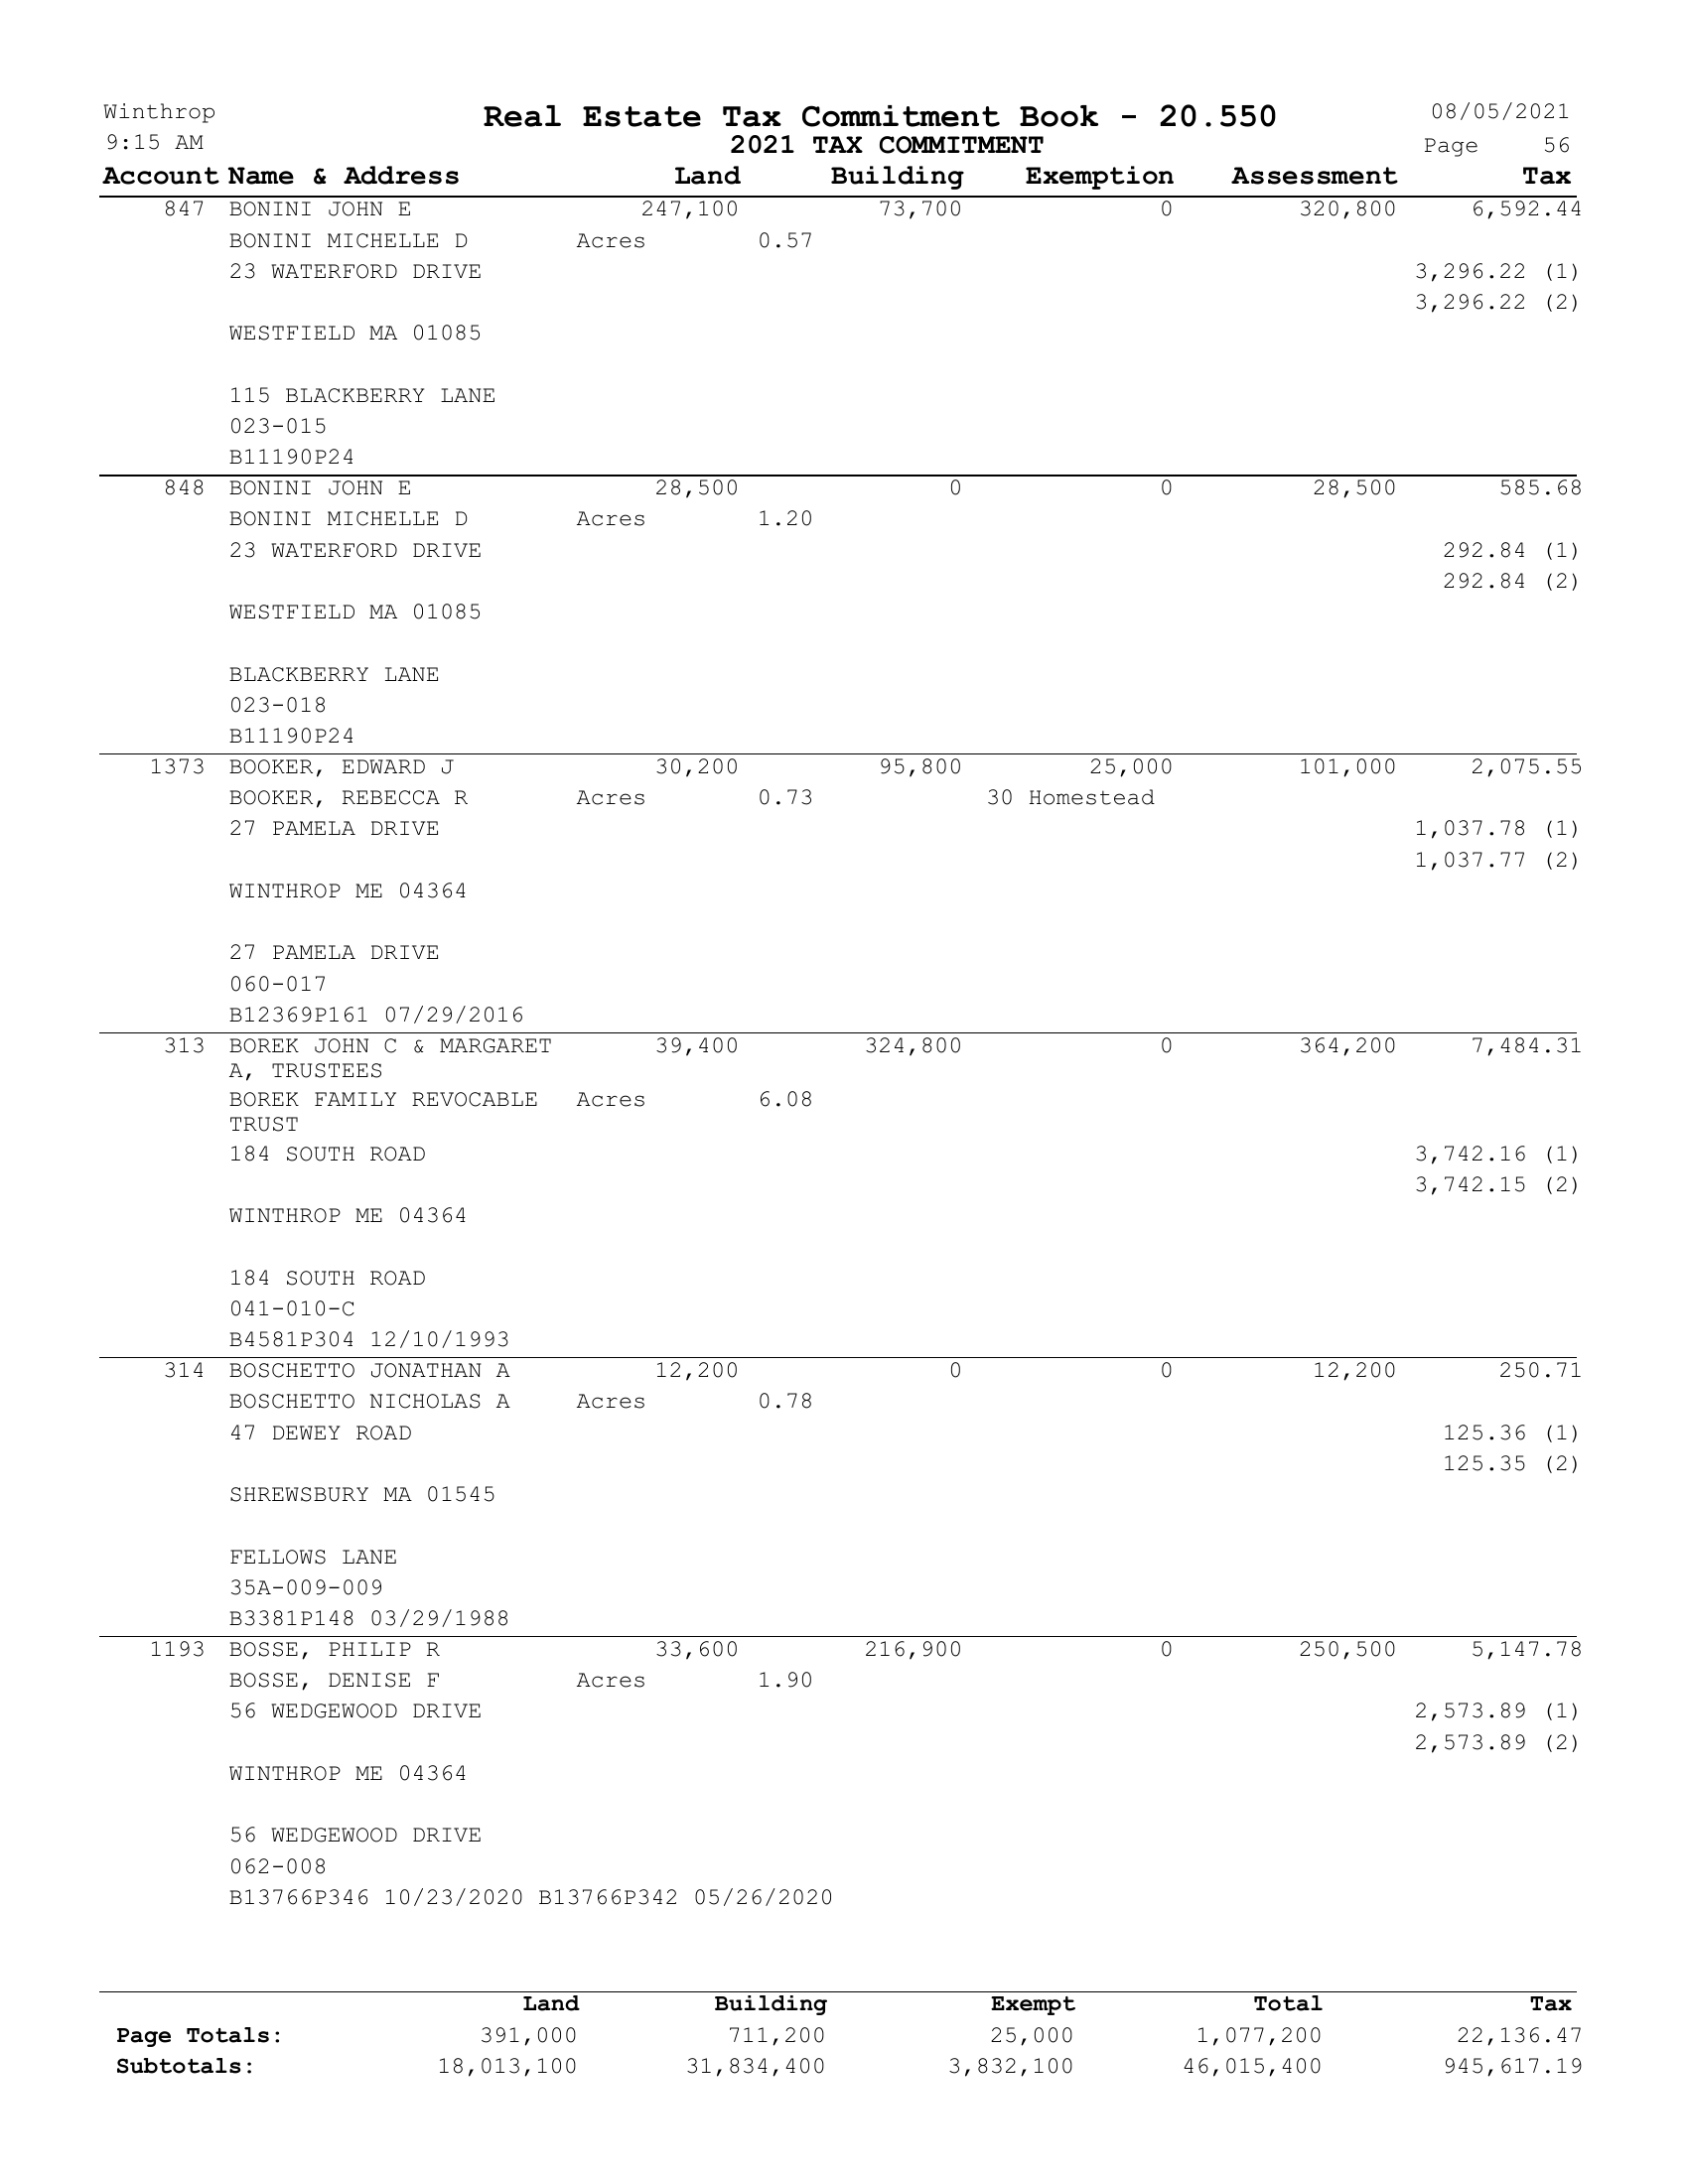 Winthrop Real Estate Tax Commitment Book - 20.550 08/05/2021
9:15 AM 2021 TAX COMMITMENT Page 56
Account Name & Address Land Building Exemption Assessment Tax
847 BONINI JOHN E 247,100 73,700 0 320,800 6,592.44
BONINI MICHELLE D Acres 0.57
23 WATERFORD DRIVE 3,296.22 (1)
3,296.22 (2)
WESTFIELD MA 01085
115 BLACKBERRY LANE
023-015
B11190P24
848 BONINI JOHN E 28,500 0 0 28,500 585.68
BONINI MICHELLE D Acres 1.20
23 WATERFORD DRIVE 292.84 (1)
292.84 (2)
WESTFIELD MA 01085
BLACKBERRY LANE
023-018
B11190P24
1373 BOOKER, EDWARD J 30,200 95,800 25,000 101,000 2,075.55
BOOKER, REBECCA R Acres 0.73 30 Homestead
27 PAMELA DRIVE 1,037.78 (1)
1,037.77 (2)
WINTHROP ME 04364
27 PAMELA DRIVE
060-017
B12369P161 07/29/2016
313 BOREK JOHN C & MARGARET 39,400 324,800 0 364,200 7,484.31
A, TRUSTEES
BOREK FAMILY REVOCABLE Acres 6.08
TRUST
184 SOUTH ROAD 3,742.16 (1)
3,742.15 (2)
WINTHROP ME 04364
184 SOUTH ROAD
041-010-C
B4581P304 12/10/1993
314 BOSCHETTO JONATHAN A 12,200 0 0 12,200 250.71
BOSCHETTO NICHOLAS A Acres 0.78
47 DEWEY ROAD 125.36 (1)
125.35 (2)
SHREWSBURY MA 01545
FELLOWS LANE
35A-009-009
B3381P148 03/29/1988
1193 BOSSE, PHILIP R 33,600 216,900 0 250,500 5,147.78
BOSSE, DENISE F Acres 1.90
56 WEDGEWOOD DRIVE 2,573.89 (1)
2,573.89 (2)
WINTHROP ME 04364
56 WEDGEWOOD DRIVE
062-008
B13766P346 10/23/2020 B13766P342 05/26/2020
Land Building Exempt Total Tax
Page Totals: 391,000 711,200 25,000 1,077,200 22,136.47
Subtotals: 18,013,100 31,834,400 3,832,100 46,015,400 945,617.19